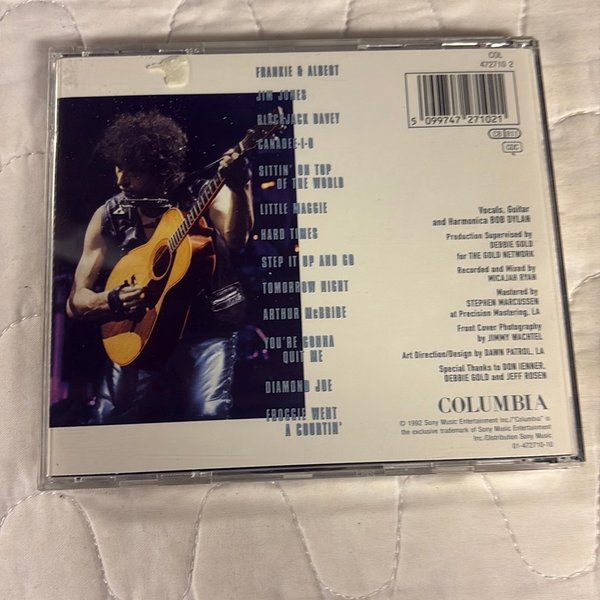 FRANKIE & ALBERT
JIM JONES
BLACKJACK DAVEY
CANADEE-I-O
SITTIN' ON TOP
OF THE WORLD
LITTLE MAGGIE
HARD TIMES
STEP IT UP AND GO
TOMORROW NIGHT
ARTHUR McBRIDE
YOU'RE GONNA
QUIT ME
DIAMOND JOE
FROGGIE WENT
A COURTIN'
COL
472710 2
5 099747 271021
CB 811
Vocals, Guitar
and Harmonica BOB DYLAN
Production Supervised by
DEBBIE GOLD
for THE GOLD NETWORK
Recorded and Mixed by
MICAJAH RYAN
Mastered by
STEPHEN MARCUSSEN
at Precision Mastering, LA
Front Cover Photography
by JIMMY WACHTEL
Art Direction/Design by DAWN PATROL, LA
Special Thanks to DON IENNER,
DEBBIE GOLD and JEFF ROSEN
COLUMBIA
© 1992 Sony Music Entertainment Inc./"Columbia" is
the exclusive trademark of Sony Music Entertainment
Inc./Distribution Sony Music
01-472710-10